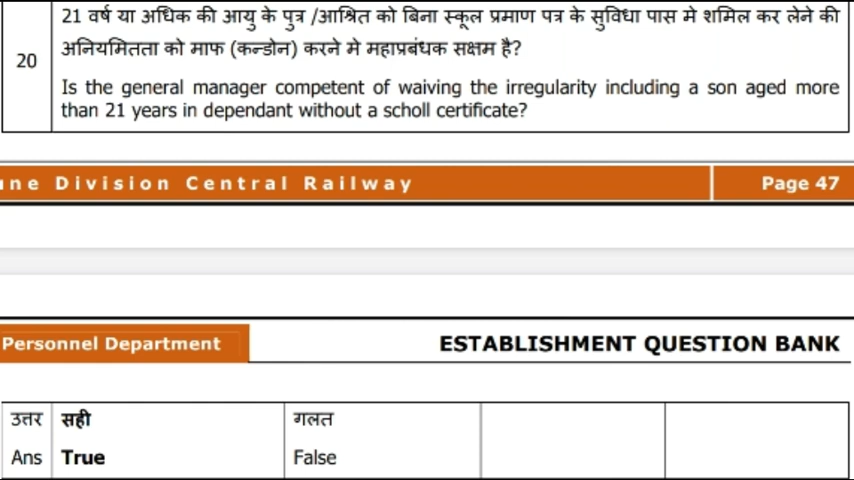 21 वर्ष या अधिक की आयु के पुत्र /आश्रित को बिना स्कूल प्रमाण पत्र के सुविधा पास मे शमिल कर लेने की
20
अनियमितता को माफ (कन्डोन) करने मे महाप्रबंधक सक्षम है?
Is the general manager competent of waiving the irregularity including a son aged more
than 21 years in dependant without a scholl certificate?
une Division Central Railway
Page 47
Personnel Department
ESTABLISHMENT QUESTION BANK
उत्तर सही गलत
Ans True False